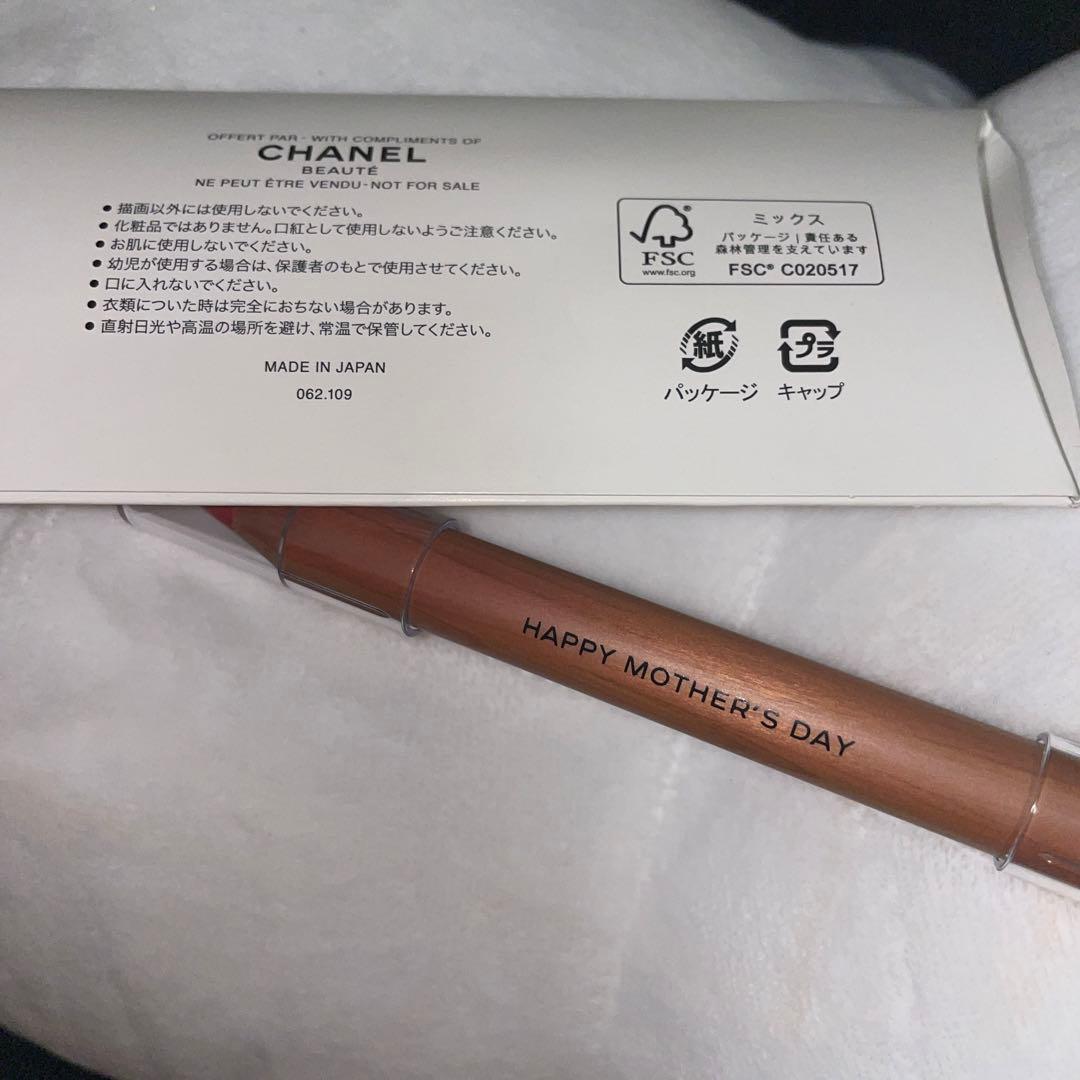 OFFERT PAR - WITH COMPLIMENTS OF
CHANEL
BEAUTÉ
NE PEUT ÊTRE VENDU - NOT FOR SALE
● 描画以外には使用しないでください。
● 化粧品ではありません。口紅として使用しないようご注意ください。
● お肌に使用しないでください。
● 幼児が使用する場合は、保護者のもとで使用させてください。
● 口に入れないでください。
● 衣類についた時は完全におちない場合があります。
● 直射日光や高温の場所を避け、常温で保管してください。
MADE IN JAPAN
062.109
®
FSC
www.fsc.org
ミックス
パッケージ | 責任ある
森林管理を支えています
FSC® C020517
紙
パッケージ
プラ
キャップ
HAPPY MOTHER'S DAY